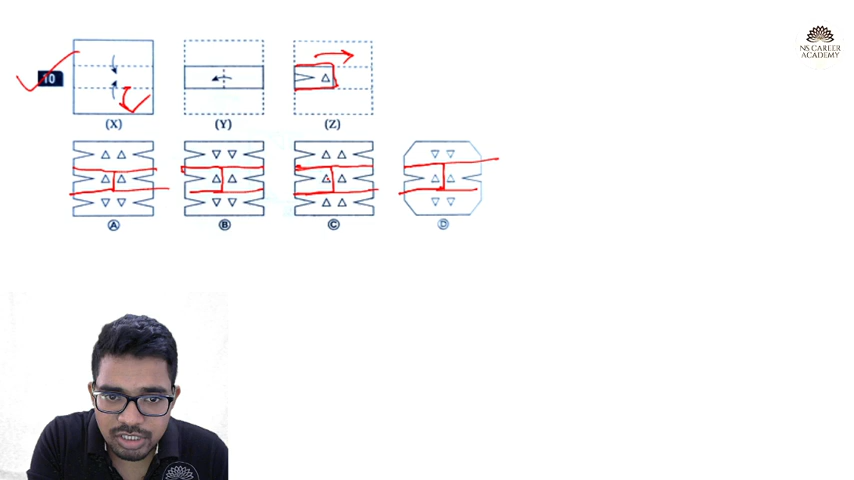 NS CAREER
ACADEMY
10
(X) (Y) (Z)
A B C D